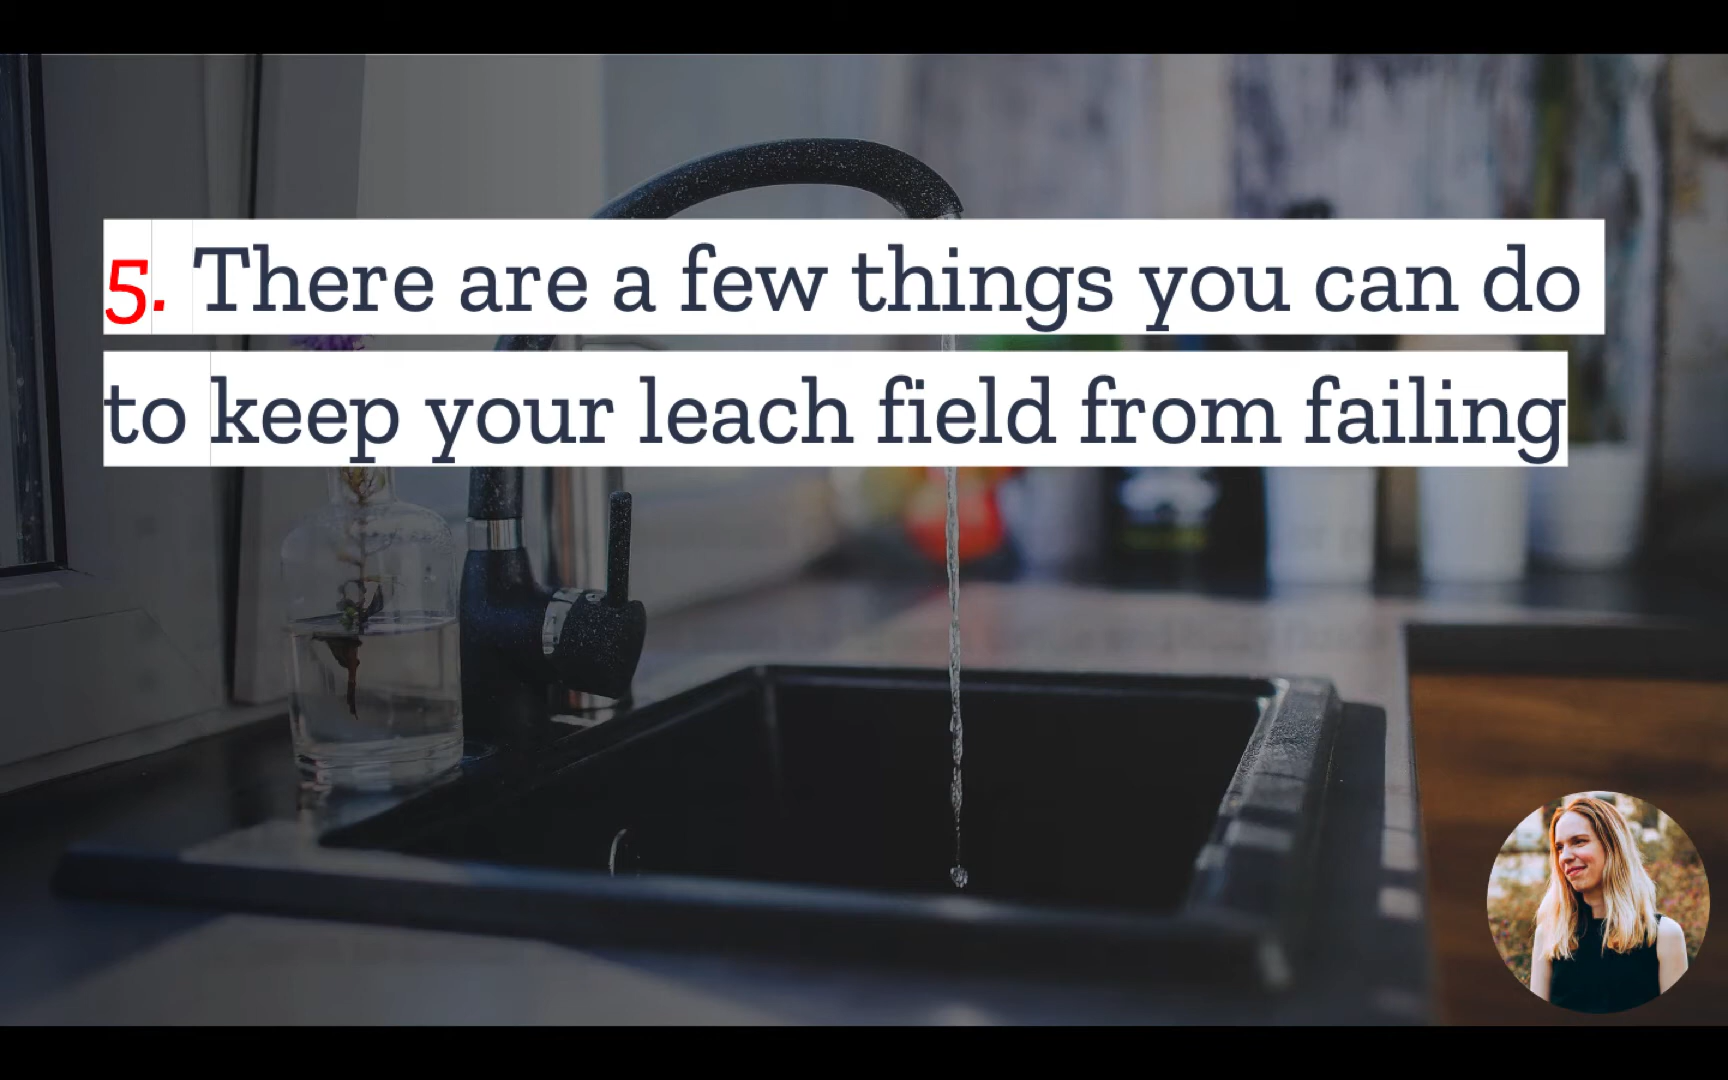 5. There are a few things you can do
to keep your leach field from failing